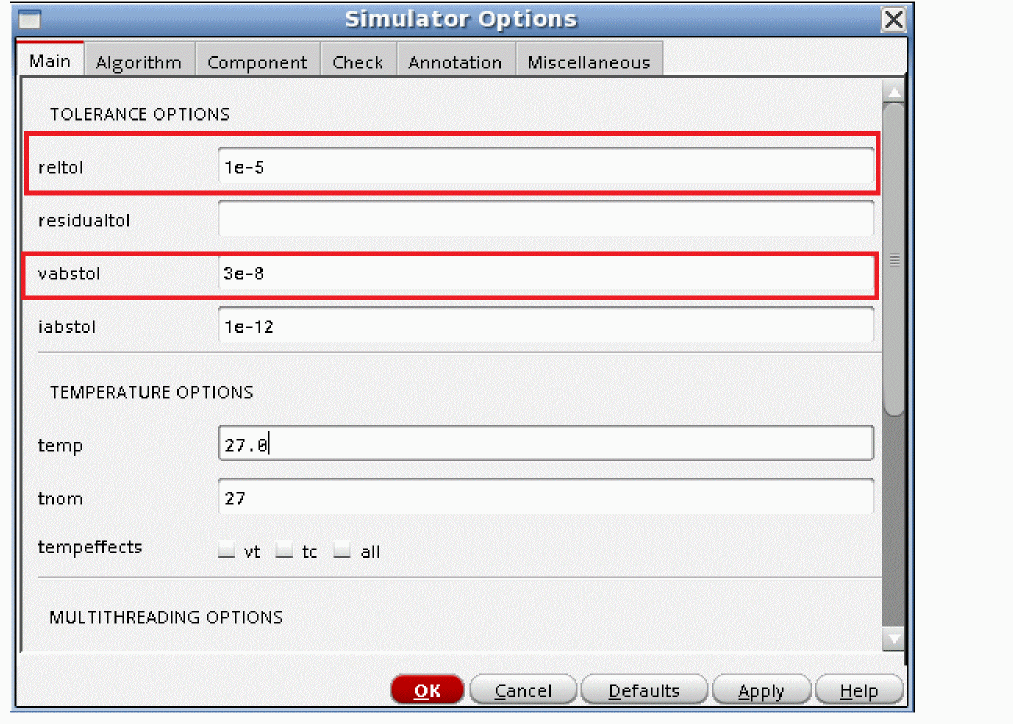 Simulator Options
Main Algorithm Component Check Annotation Miscellaneous
TOLERANCE OPTIONS
reltol 1e-5
residualtol
vabstol 3e-8
iabstol 1e-12
TEMPERATURE OPTIONS
temp 27.0
tnom 27
tempeffects vt tc all
MULTITHREADING OPTIONS
OK Cancel Defaults Apply Help